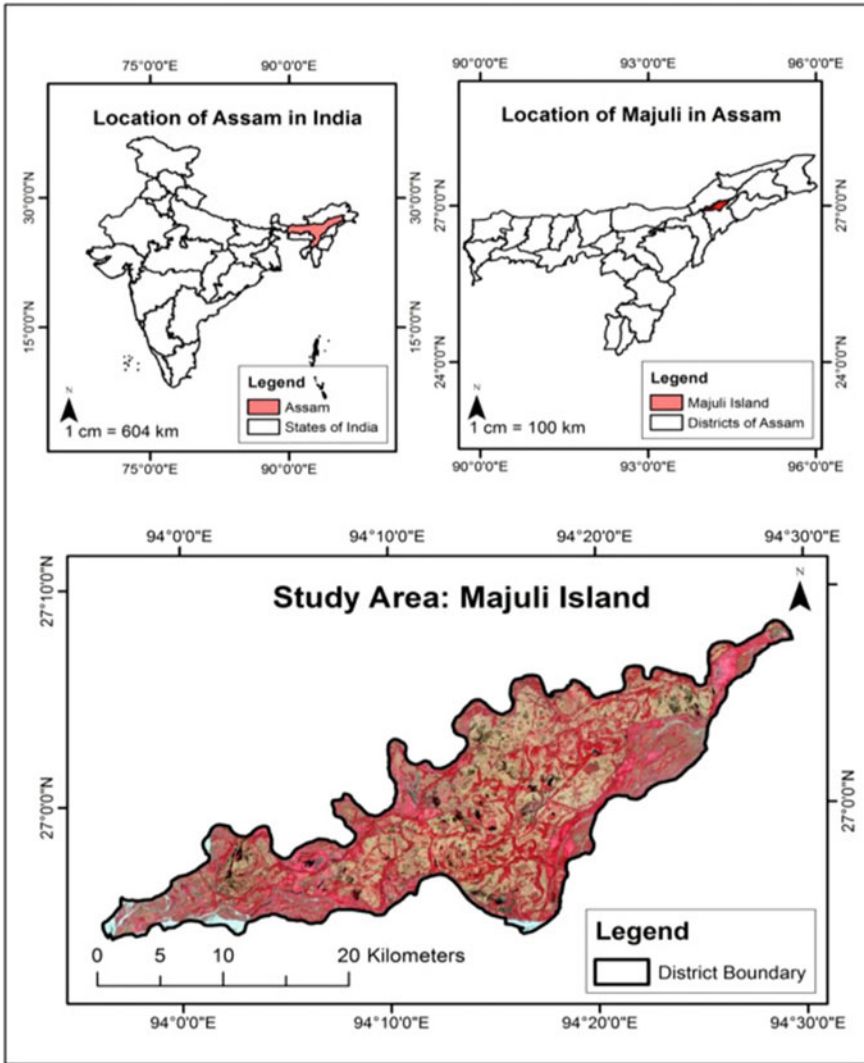 75°0'0"E 90°0'0"E
Location of Assam in India
30°0'0"N 30°0'0"N
15°0'0"N 15°0'0"N
N
1 cm = 604 km
Legend
Assam
States of India
75°0'0"E 90°0'0"E
90°0'0"E 93°0'0"E 96°0'0"E
Location of Majuli in Assam
27°0'0"N 27°0'0"N
24°0'0"N 24°0'0"N
N
1 cm = 100 km
Legend
Majuli Island
Districts of Assam
90°0'0"E 93°0'0"E 96°0'0"E
94°0'0"E 94°10'0"E 94°20'0"E 94°30'0"E
Study Area: Majuli Island
N
27°10'0"N
27°0'0"N 27°0'0"N
0 5 10 20 Kilometers
Legend
District Boundary
94°0'0"E 94°10'0"E 94°20'0"E 94°30'0"E